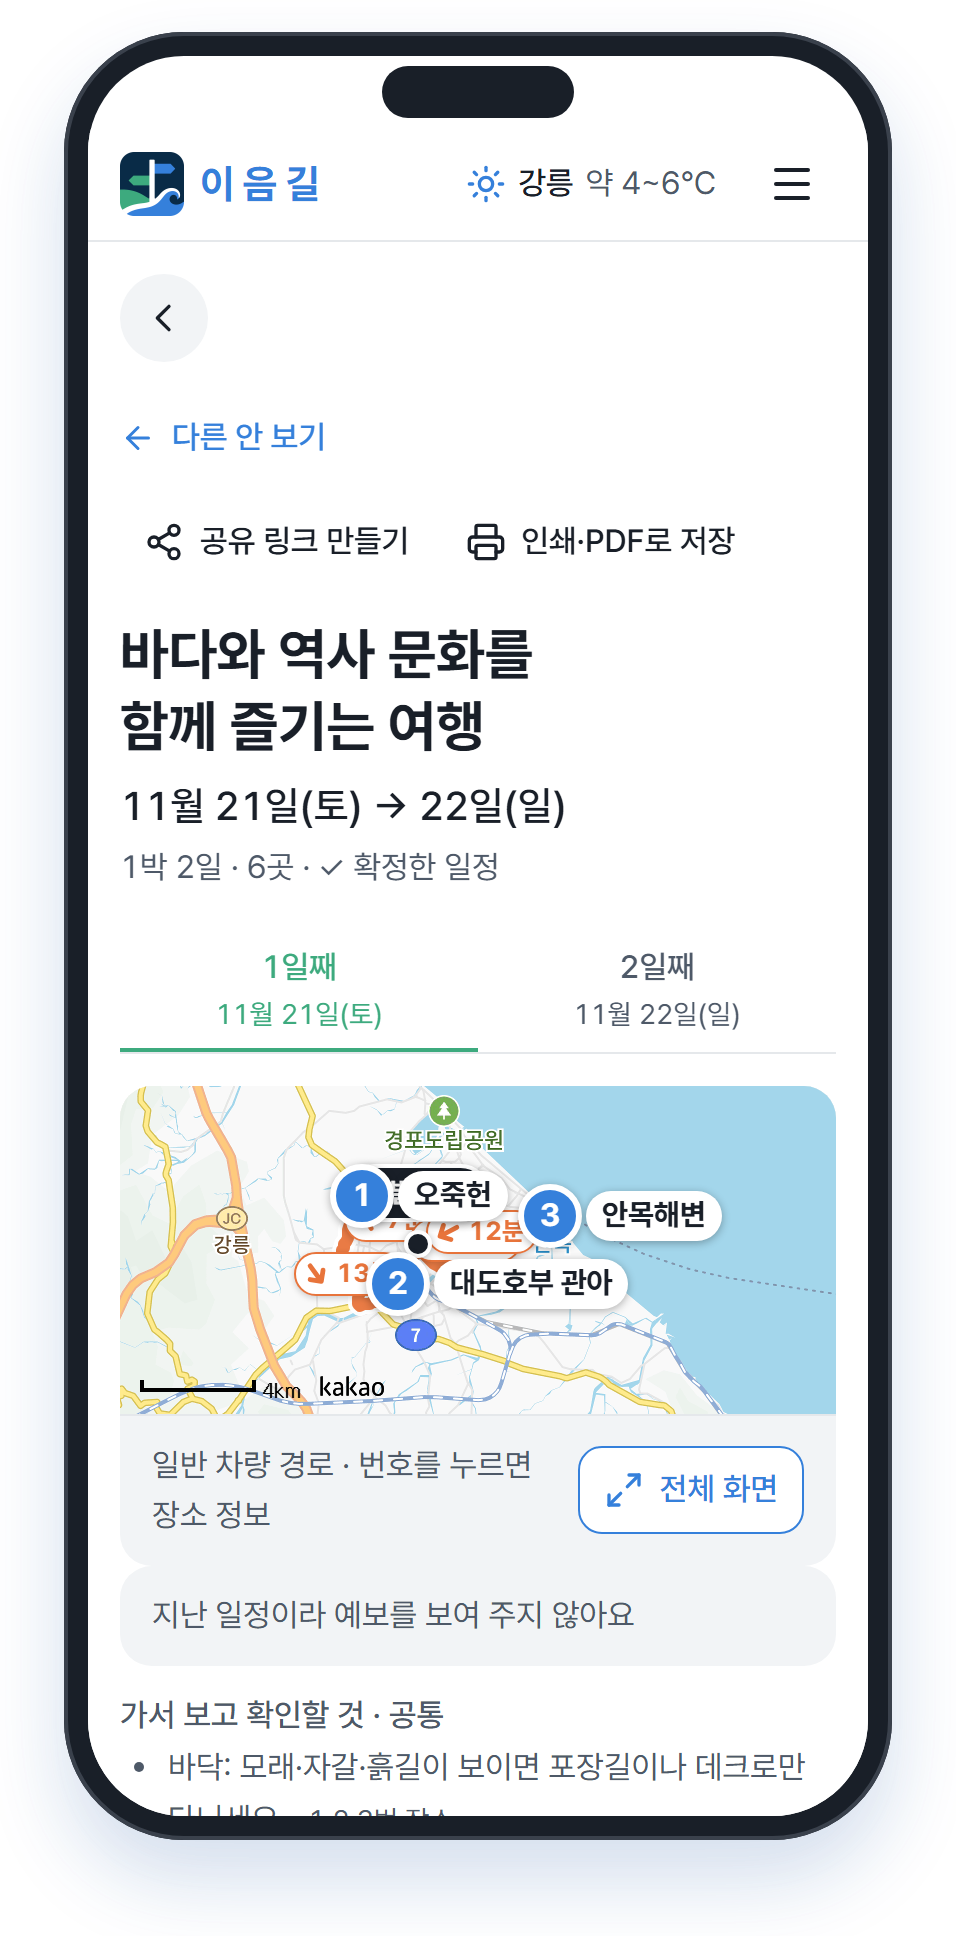 이음길
강릉 약 4~6°C
다른 안 보기
공유 링크 만들기
인쇄·PDF로 저장
바다와 역사 문화를
함께 즐기는 여행
11월 21일(토) → 22일(일)
1박 2일 · 6곳 · ✓ 확정한 일정
1일째
11월 21일(토)
2일째
11월 22일(일)
경포도립공원
1 오죽헌
3 안목해변
12분
JC
강릉
13
2 대도호부 관아
7
4km kakao
일반 차량 경로 · 번호를 누르면
장소 정보
전체 화면
지난 일정이라 예보를 보여 주지 않아요
가서 보고 확인할 것 · 공통
• 바닥: 모래·자갈·흙길이 보이면 포장길이나 데크로만